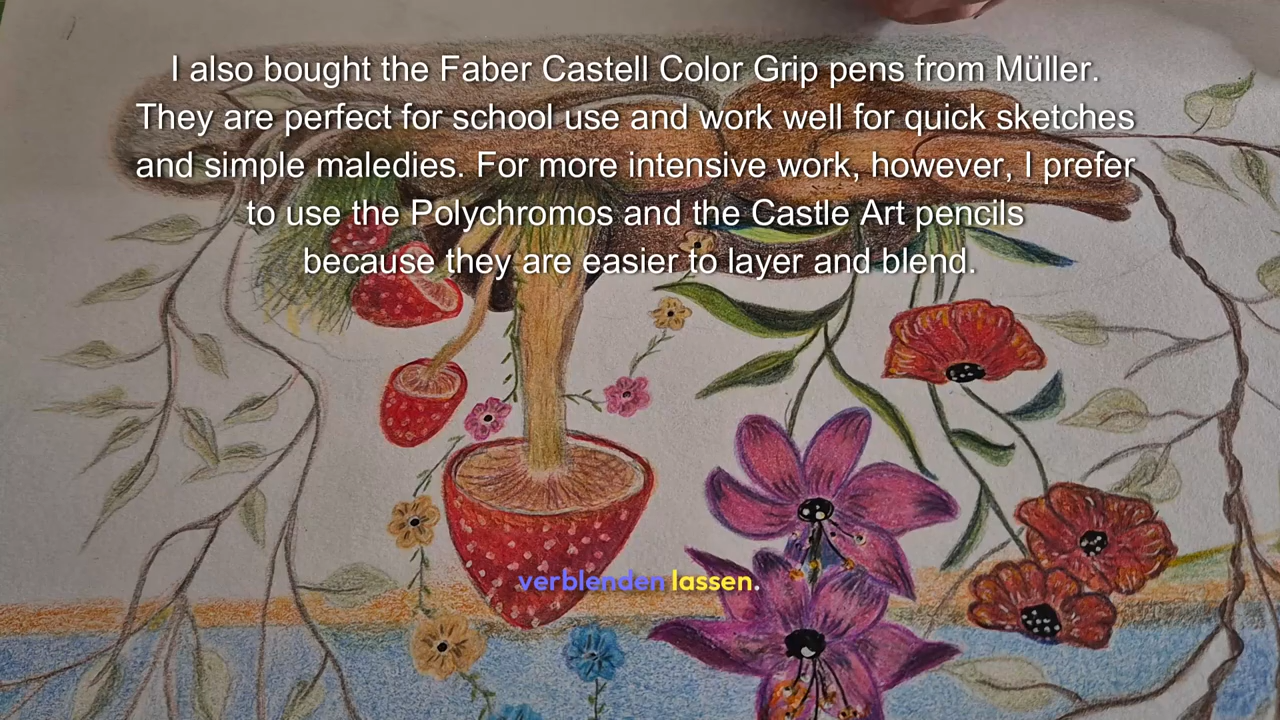 I also bought the Faber Castell Color Grip pens from Müller.
They are perfect for school use and work well for quick sketches
and simple maledies. For more intensive work, however, I prefer
to use the Polychromos and the Castle Art pencils
because they are easier to layer and blend.
verblenden lassen.